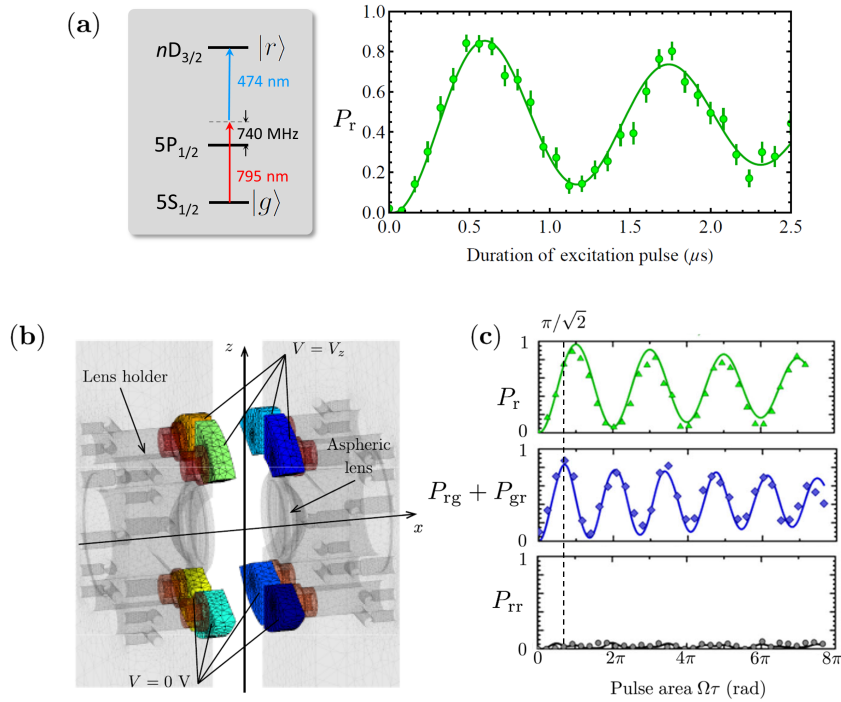 (a)
nD3/2 |r⟩
474 nm
740 MHz
5P1/2
795 nm
5S1/2 |g⟩
Pr
1.0
0.8
0.6
0.4
0.2
0.0
0.0 0.5 1.0 1.5 2.0 2.5
Duration of excitation pulse (μs)
(b)
z
V = Vz
Lens holder
Aspheric
lens
x
V = 0 V
(c)
π/√2
Pr
1
0
Prg + Pgr
1
0
Prr
1
0
0 2π 4π 6π 8π
Pulse area Ωτ (rad)